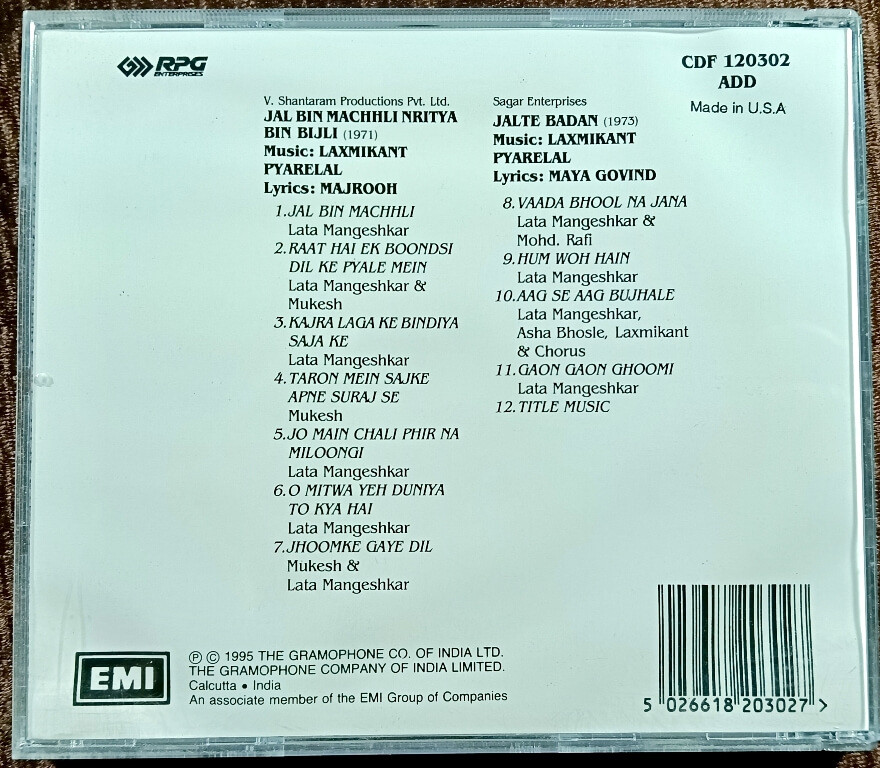 RPG
ENTERPRISES
CDF 120302
ADD
Made in U.S.A
V. Shantaram Productions Pvt. Ltd.
JAL BIN MACHHLI NRITYA
BIN BIJLI (1971)
Music: LAXMIKANT
PYARELAL
Lyrics: MAJROOH
1. JAL BIN MACHHLI
Lata Mangeshkar
2. RAAT HAI EK BOONDSI
DIL KE PYALE MEIN
Lata Mangeshkar &
Mukesh
3. KAJRA LAGA KE BINDIYA
SAJA KE
Lata Mangeshkar
4. TARON MEIN SAJKE
APNE SURAJ SE
Mukesh
5. JO MAIN CHALI PHIR NA
MILOONGI
Lata Mangeshkar
6. O MITWA YEH DUNIYA
TO KYA HAI
Lata Mangeshkar
7. JHOOMKE GAYE DIL
Mukesh &
Lata Mangeshkar
Sagar Enterprises
JALTE BADAN (1973)
Music: LAXMIKANT
PYARELAL
Lyrics: MAYA GOVIND
8. VAADA BHOOL NA JANA
Lata Mangeshkar &
Mohd. Rafi
9. HUM WOH HAIN
Lata Mangeshkar
10. AAG SE AAG BUJHALE
Lata Mangeshkar,
Asha Bhosle, Laxmikant
& Chorus
11. GAON GAON GHOOMI
Lata Mangeshkar
12. TITLE MUSIC
EMI
℗ © 1995 THE GRAMOPHONE CO. OF INDIA LTD.
THE GRAMOPHONE COMPANY OF INDIA LIMITED.
Calcutta • India
An associate member of the EMI Group of Companies
5 026618 203027 >